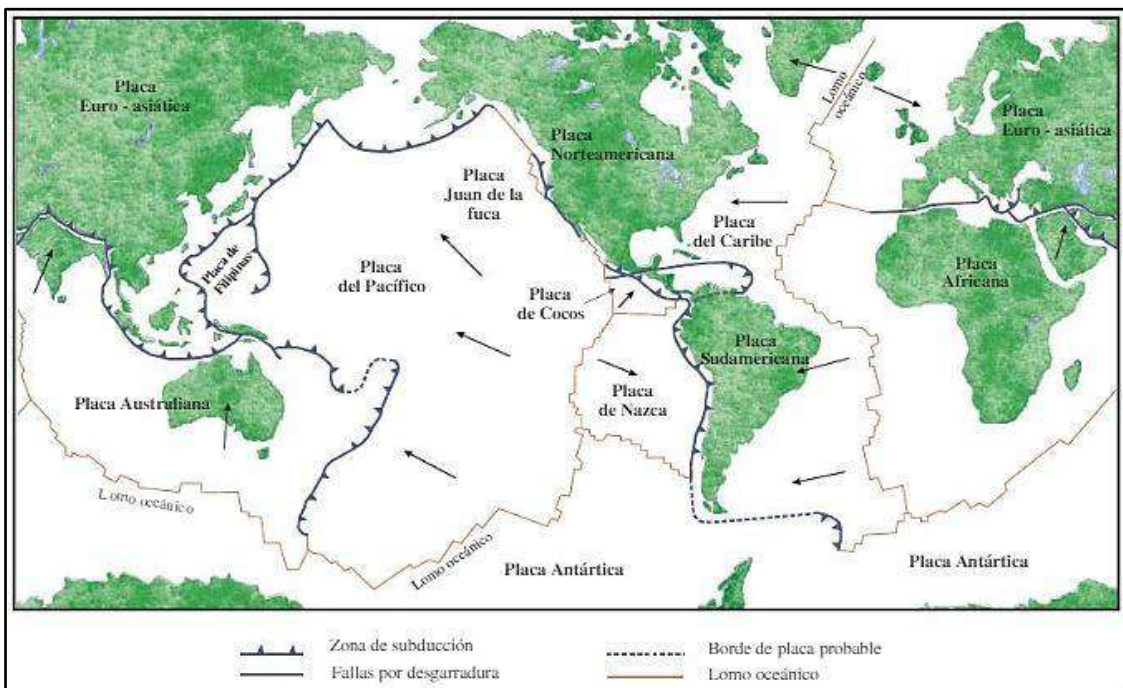 Placa
Euro - asiática
Placa
Norteamericana
Lomo
oceánico
Placa
Euro - asiática
Placa
Juan de la
fuca
Placa
del Caribe
Placa de
Filipinas
Placa
del Pacífico
Placa
de Cocos
Placa
Africana
Placa
Sudamericana
Placa Australiana
Placa
de Nazca
Lomo oceánico
Lomo oceánico
Placa Antártica
Placa Antártica
Zona de subducción
Fallas por desgarradura
Borde de placa probable
Lomo oceánico